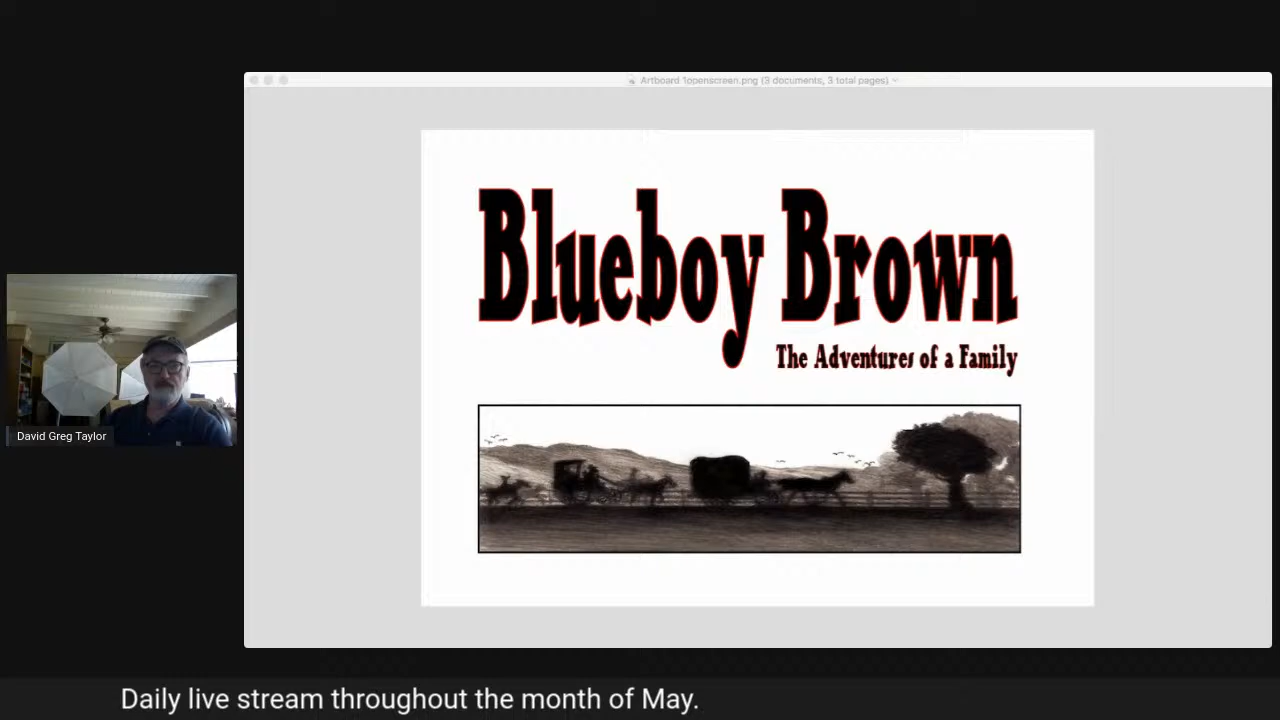 Artboard 1openscreen.png (3 documents, 3 total pages)
Blueboy Brown
The Adventures of a Family
David Greg Taylor
Daily live stream throughout the month of May.